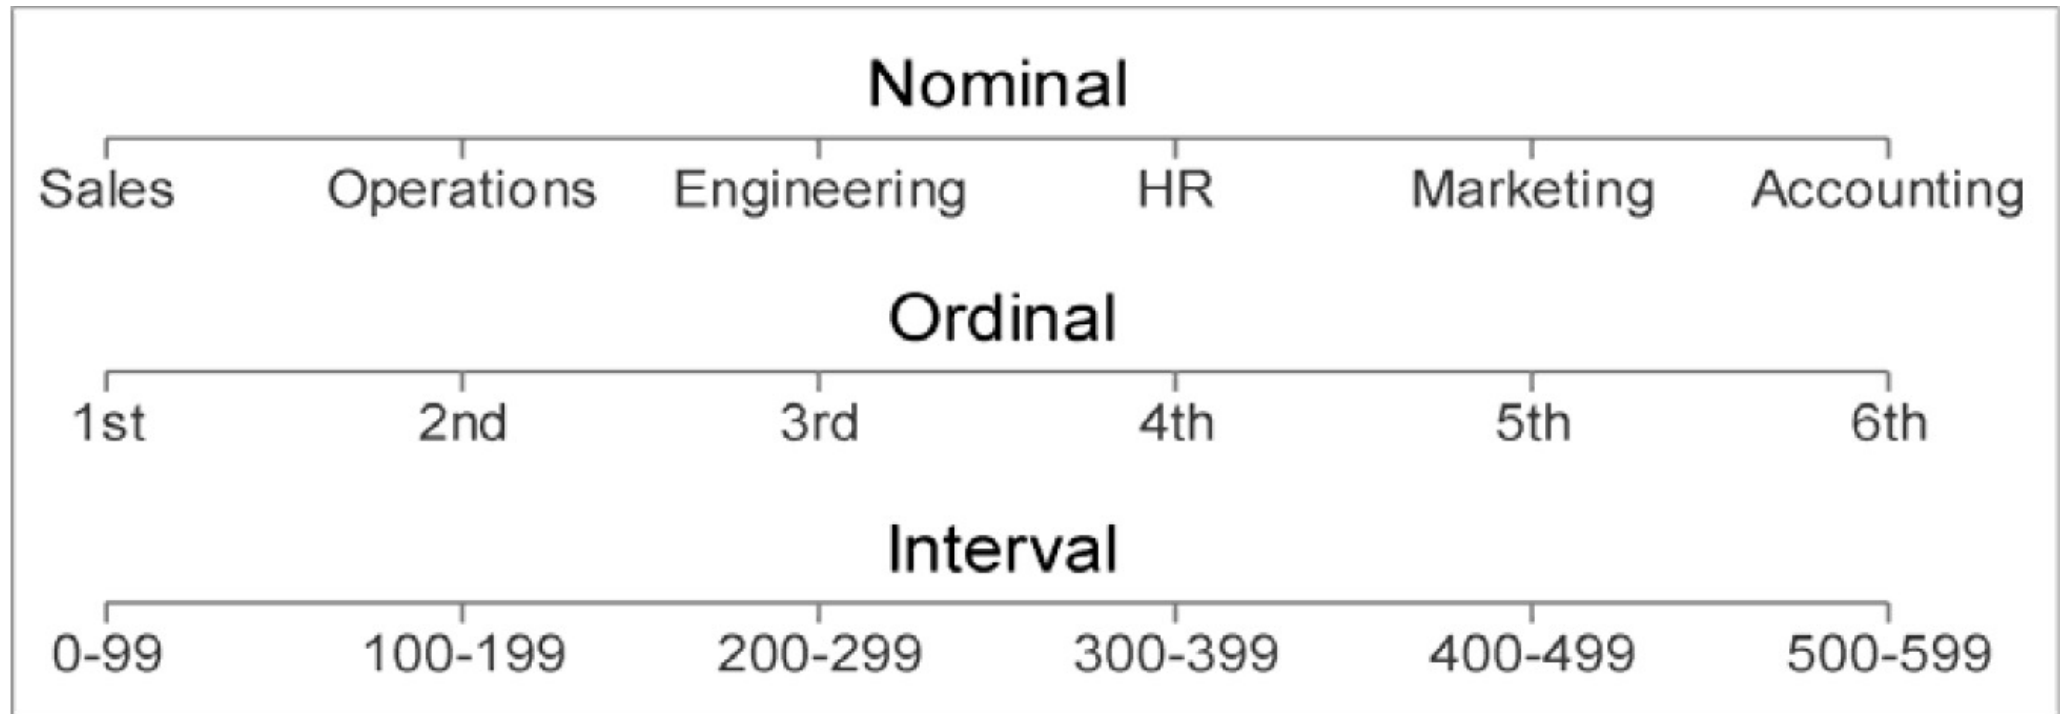 Nominal
Sales Operations Engineering HR Marketing Accounting
Ordinal
1st 2nd 3rd 4th 5th 6th
Interval
0-99 100-199 200-299 300-399 400-499 500-599